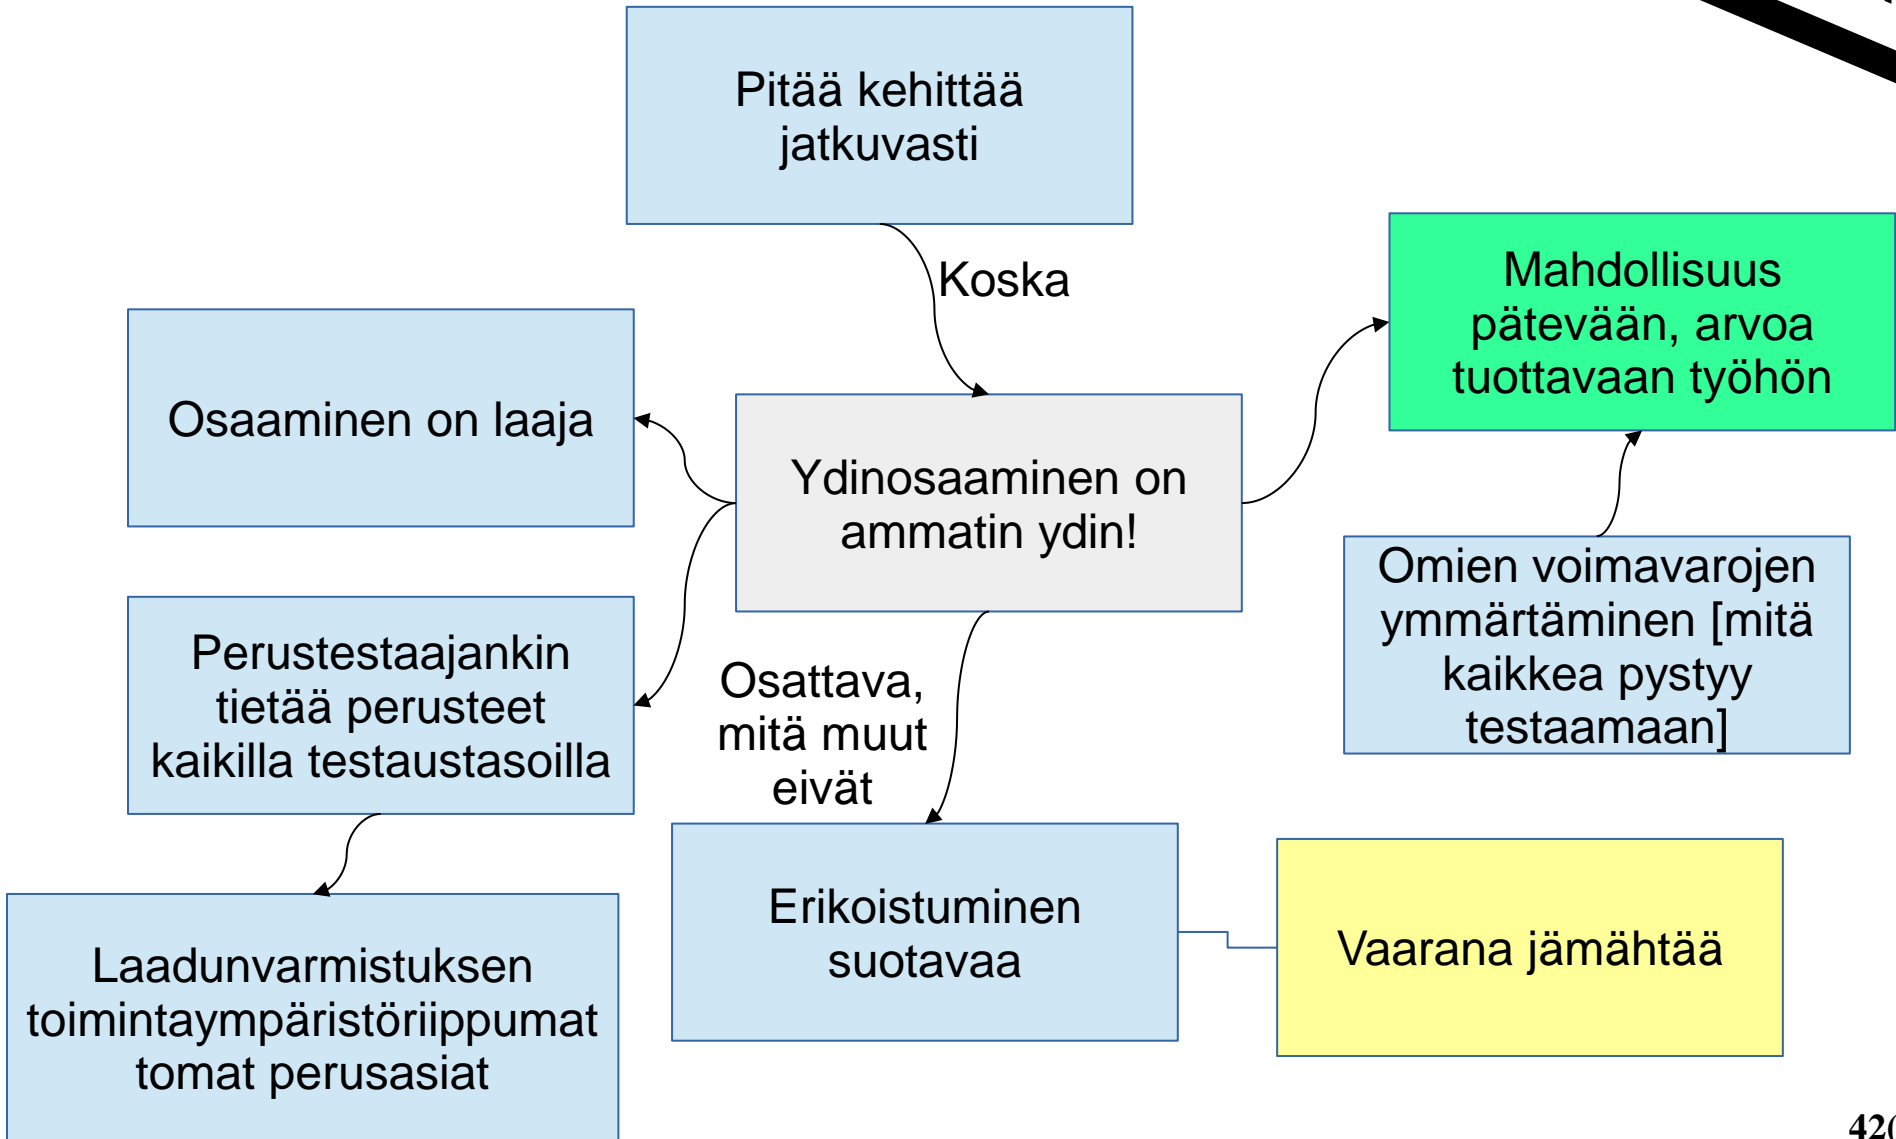 Pitää kehittää
jatkuvasti
Koska
Mahdollisuus
pätevään, arvoa
tuottavaan työhön
Osaaminen on laaja
Ydinosaaminen on
ammatin ydin!
Omien voimavarojen
ymmärtäminen [mitä
kaikkea pystyy
testaamaan]
Perustestaajankin
tietää perusteet
kaikilla testaustasoilla
Osattava,
mitä muut
eivät
Erikoistuminen
suotavaa
Vaarana jämähtää
Laadunvarmistuksen
toimintaympäristöriippumat
tomat perusasiat
42(